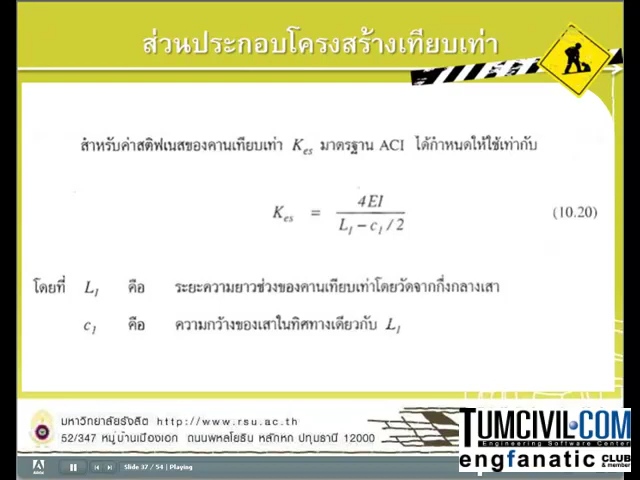 ส่วนประกอบโครงสร้างเทียบเท่า
สำหรับค่าสติฟเนสของคานเทียบเท่า K_es มาตรฐาน ACI ได้กำหนดให้ใช้เท่ากับ
K_es = 4EI / (L_1 – c_1 / 2) (10.20)
โดยที่ L_1 คือ ระยะความยาวช่วงของคานเทียบเท่าโดยวัดจากกึ่งกลางเสา
c_1 คือ ความกว้างของเสาในทิศทางเดียวกับ L_1
มหาวิทยาลัยรังสิต http://www.rsu.ac.th
52/347 หมู่บ้านเมืองเอก ถนนพหลโยธิน หลักหก ปทุมธานี 12000
TUMCIVIL.COM
Engineering Software Center
engfanatic CLUB
& member
Adobe
Slide 37 / 54 | Playing